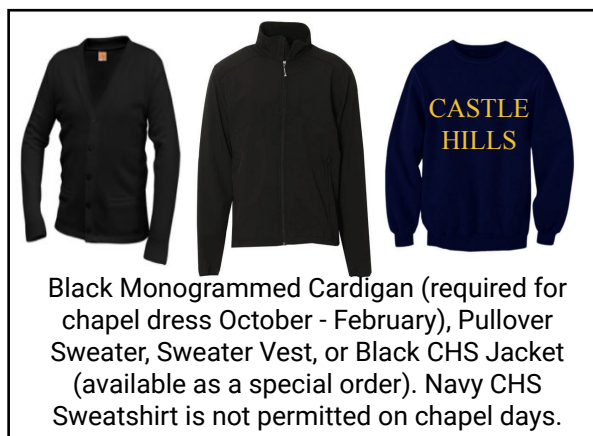 CASTLE
HILLS
Black Monogrammed Cardigan (required for
chapel dress October - February), Pullover
Sweater, Sweater Vest, or Black CHS Jacket
(available as a special order). Navy CHS
Sweatshirt is not permitted on chapel days.